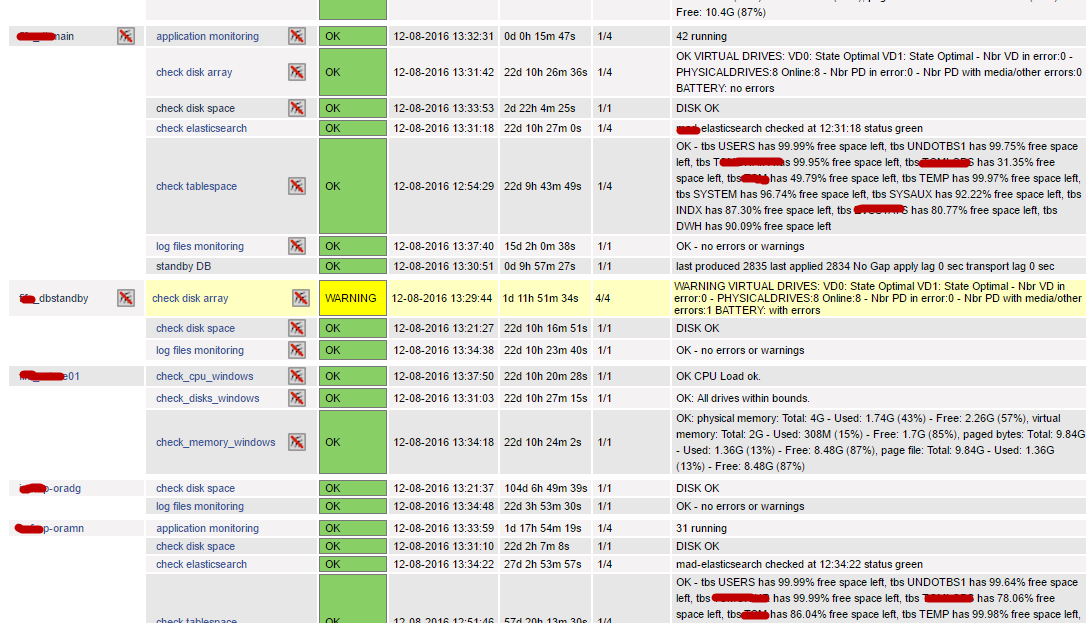 Free: 10.4G (87%)
main application monitoring OK 12-08-2016 13:32:31 0d 0h 15m 47s 1/4 42 running
check disk array OK 12-08-2016 13:31:42 22d 10h 26m 36s 1/4
OK VIRTUAL DRIVES: VD0: State Optimal VD1: State Optimal - Nbr VD in error:0 -
PHYSICALDRIVES:8 Online:8 - Nbr PD in error:0 - Nbr PD with media/other errors:0
BATTERY: no errors
check disk space OK 12-08-2016 13:33:53 2d 22h 4m 25s 1/1 DISK OK
check elasticsearch OK 12-08-2016 13:31:18 22d 10h 27m 0s 1/4 -elasticsearch checked at 12:31:18 status green
check tablespace OK 12-08-2016 12:54:29 22d 9h 43m 49s 1/4
OK - tbs USERS has 99.99% free space left, tbs UNDOTBS1 has 99.75% free space
left, tbs has 99.95% free space left, tbs has 31.35% free
space left, tbs has 49.79% free space left, tbs TEMP has 99.97% free space left,
tbs SYSTEM has 96.74% free space left, tbs SYSAUX has 92.22% free space left, tbs
INDX has 87.30% free space left, tbs has 80.77% free space left, tbs
DWH has 90.09% free space left
log files monitoring OK 12-08-2016 13:37:40 15d 2h 0m 38s 1/1 OK - no errors or warnings
standby DB OK 12-08-2016 13:30:51 0d 9h 57m 27s 1/1 last produced 2835 last applied 2834 No Gap apply lag 0 sec transport lag 0 sec
_dbstandby check disk array WARNING 12-08-2016 13:29:44 1d 11h 51m 34s 4/4
WARNING VIRTUAL DRIVES: VD0: State Optimal VD1: State Optimal - Nbr VD in
error:0 - PHYSICALDRIVES:8 Online:8 - Nbr PD in error:0 - Nbr PD with media/other
errors:1 BATTERY: with errors
check disk space OK 12-08-2016 13:21:27 22d 10h 16m 51s 1/1 DISK OK
log files monitoring OK 12-08-2016 13:34:38 22d 10h 23m 40s 1/1 OK - no errors or warnings
e01 check_cpu_windows OK 12-08-2016 13:37:50 22d 10h 20m 28s 1/1 OK CPU Load ok.
check_disks_windows OK 12-08-2016 13:31:03 22d 10h 27m 15s 1/1 OK: All drives within bounds.
check_memory_windows OK 12-08-2016 13:34:18 22d 10h 24m 2s 1/1
OK: physical memory: Total: 4G - Used: 1.74G (43%) - Free: 2.26G (57%), virtual
memory: Total: 2G - Used: 308M (15%) - Free: 1.7G (85%), paged bytes: Total: 9.84G
- Used: 1.36G (13%) - Free: 8.48G (87%), page file: Total: 9.84G - Used: 1.36G
(13%) - Free: 8.48G (87%)
p-oradg check disk space OK 12-08-2016 13:21:37 104d 6h 49m 39s 1/1 DISK OK
log files monitoring OK 12-08-2016 13:34:48 22d 3h 53m 30s 1/1 OK - no errors or warnings
p-oramn application monitoring OK 12-08-2016 13:33:59 1d 17h 54m 19s 1/4 31 running
check disk space OK 12-08-2016 13:31:10 22d 2h 7m 8s 1/1 DISK OK
check elasticsearch OK 12-08-2016 13:34:22 27d 2h 53m 57s 1/4 mad-elasticsearch checked at 12:34:22 status green
OK - tbs USERS has 99.99% free space left, tbs UNDOTBS1 has 99.64% free space
left, tbs has 99.99% free space left, tbs has 78.06% free
space left, tbs has 86.04% free space left, tbs TEMP has 99.98% free space left,
check tablespace OK 12-08-2016 12:51:46 57d 20h 13m 30s 1/4